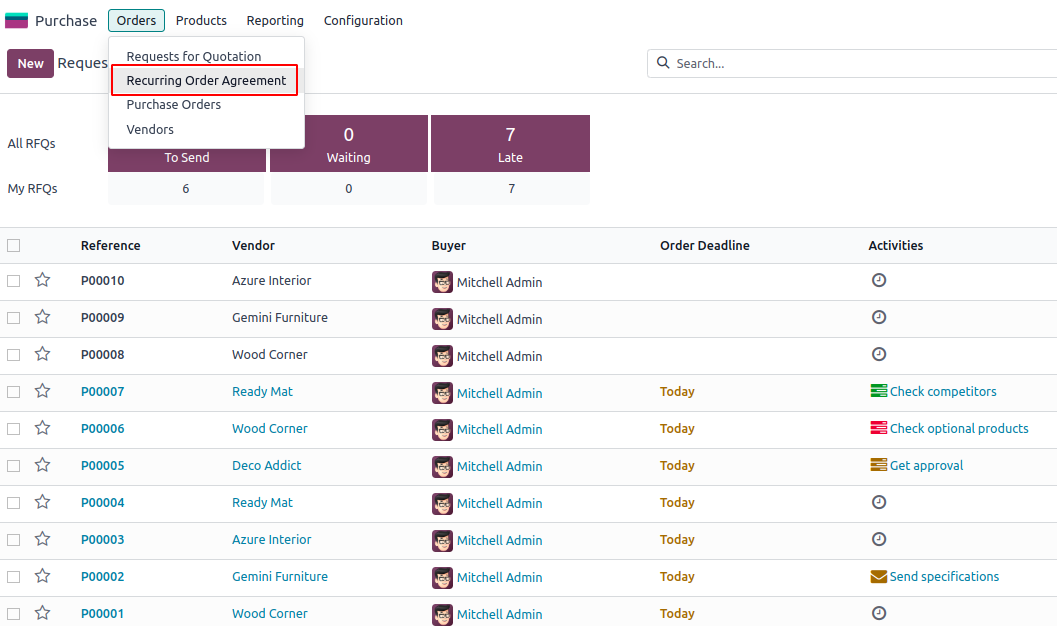 Purchase Orders Products Reporting Configuration
Requests for Quotation
New Reques Search...
Recurring Order Agreement
Purchase Orders
Vendors
All RFQs 0 7
To Send Waiting Late
My RFQs 6 0 7
Reference Vendor Buyer Order Deadline Activities
P00010 Azure Interior Mitchell Admin
P00009 Gemini Furniture Mitchell Admin
P00008 Wood Corner Mitchell Admin
P00007 Ready Mat Mitchell Admin Today Check competitors
P00006 Wood Corner Mitchell Admin Today Check optional products
P00005 Deco Addict Mitchell Admin Today Get approval
P00004 Ready Mat Mitchell Admin Today
P00003 Azure Interior Mitchell Admin Today
P00002 Gemini Furniture Mitchell Admin Today Send specifications
P00001 Wood Corner Mitchell Admin Today